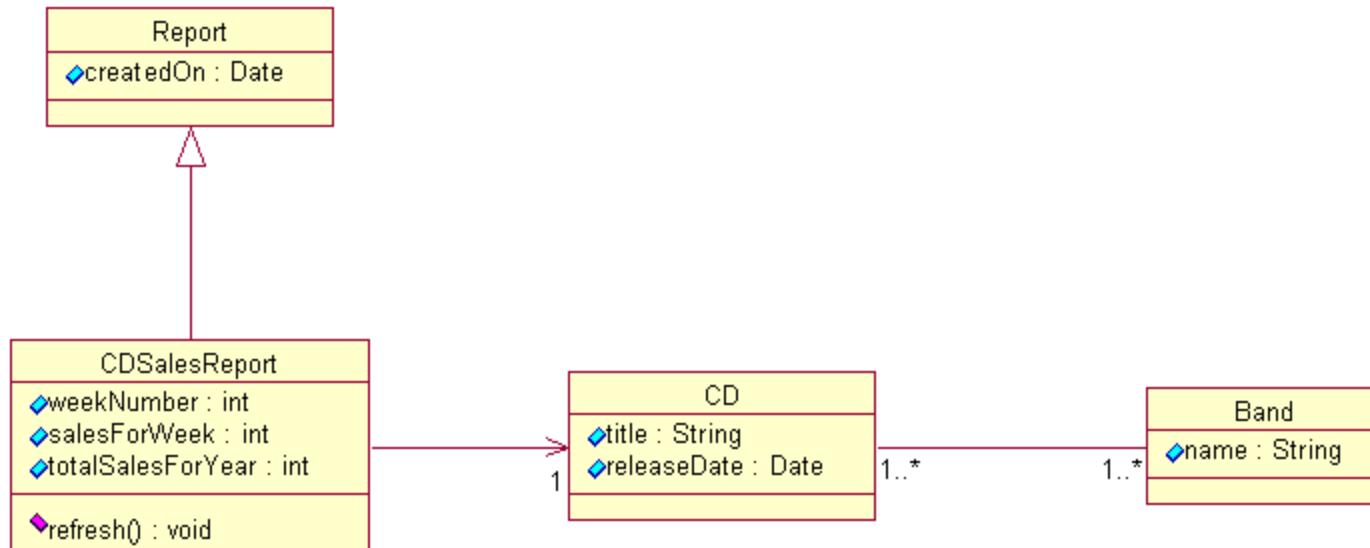 Report
createdOn : Date
CDSalesReport
weekNumber : int
salesForWeek : int
totalSalesForYear : int
refresh() : void
1
CD
title : String
releaseDate : Date
1..*
1..*
Band
name : String